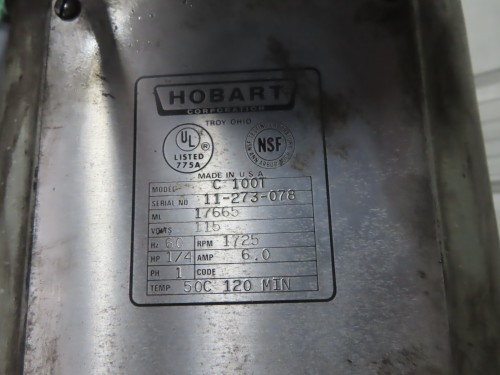 HOBART
CORPORATION
TROY OHIO
UL ®
LISTED
775A
NSF
MADE IN U.S.A
MODEL C 100T
SERIAL NO 11-273-078
ML 17665
VOLTS 115
Hz 60 RPM 1725
HP 1/4 AMP 6.0
PH 1 CODE
TEMP 50C 120 MIN